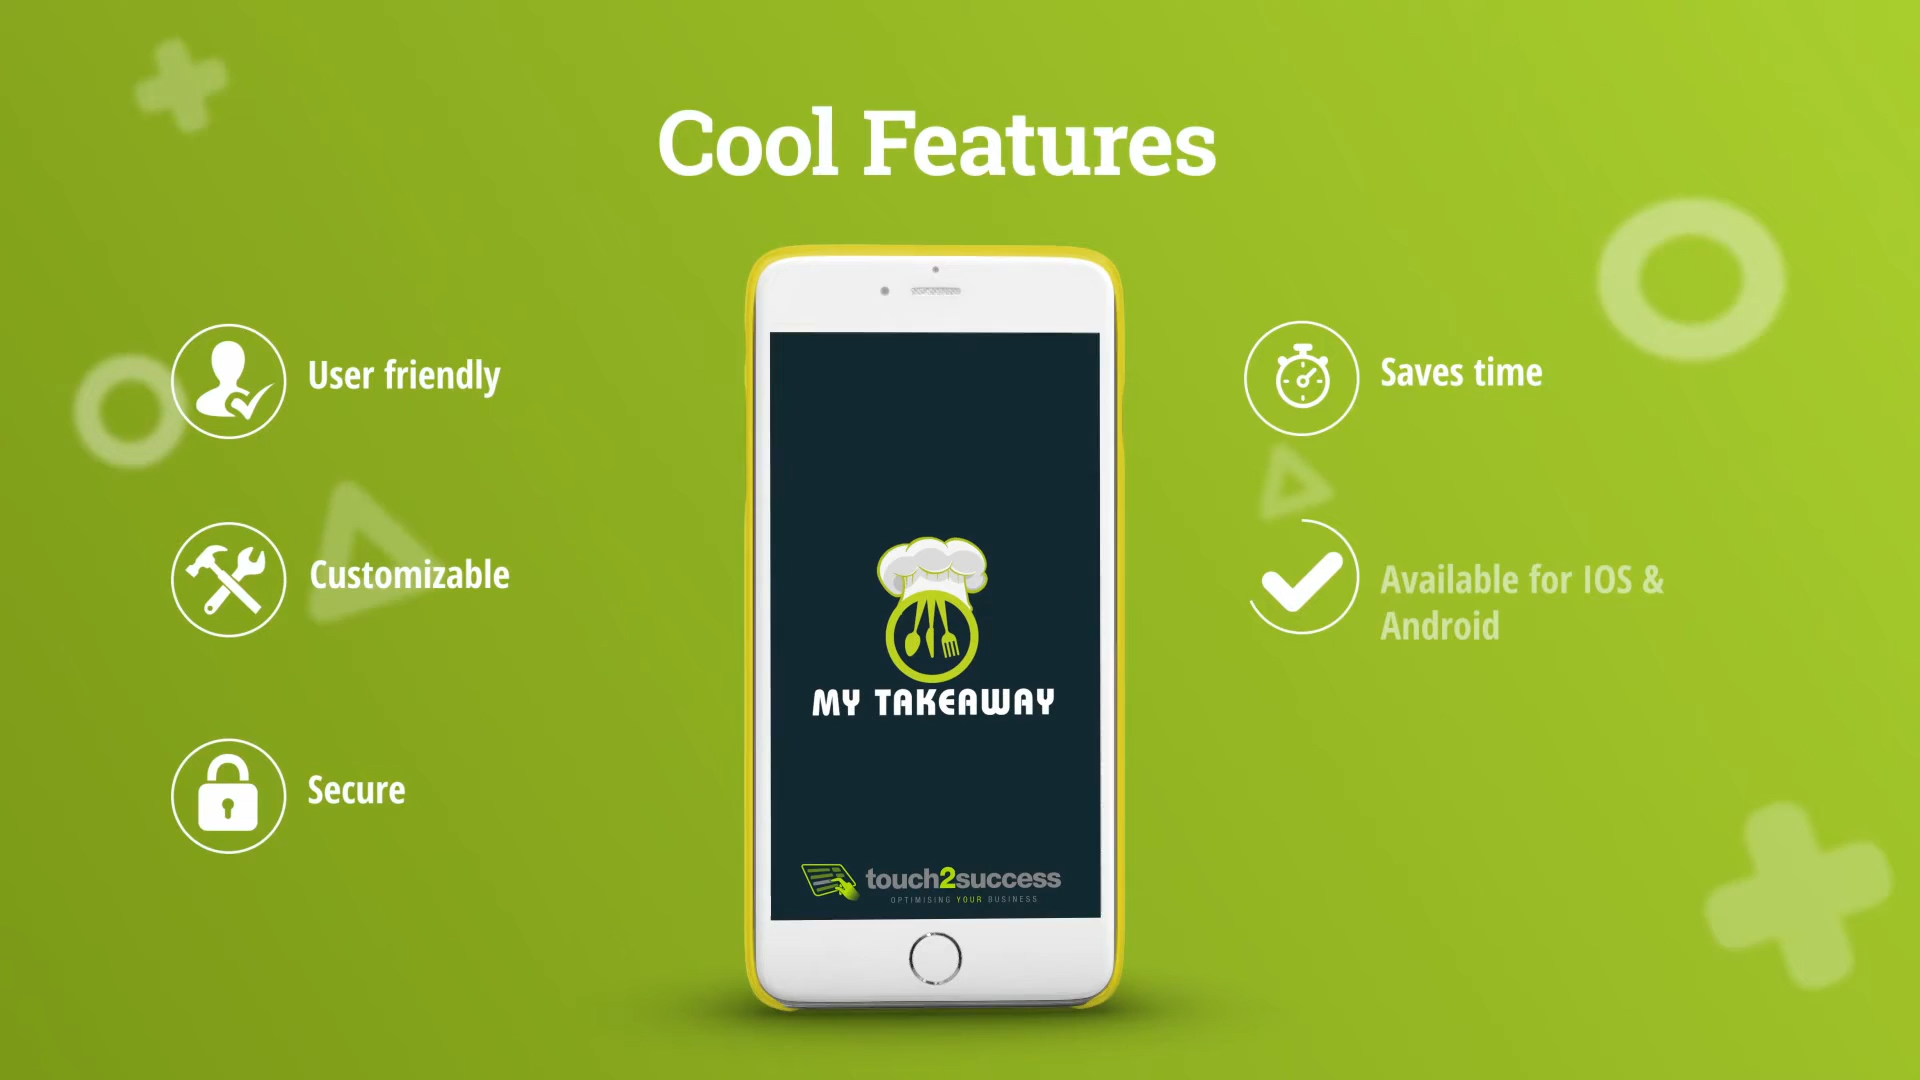 Cool Features
User friendly
Customizable
Secure
MY TAKEAWAY
touch2success
OPTIMISING YOUR BUSINESS
Saves time
Available for IOS &
Android